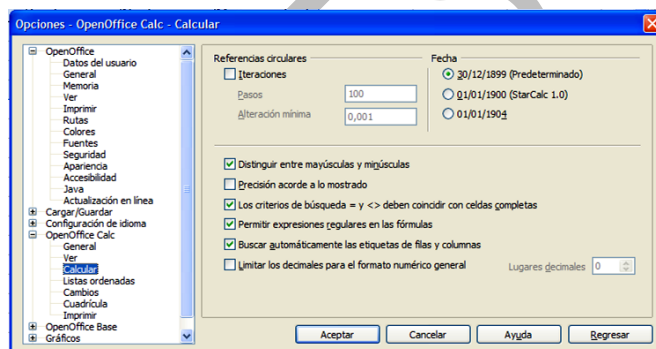 Opciones - OpenOffice Calc - Calcular
OpenOffice
Datos del usuario
General
Memoria
Ver
Imprimir
Rutas
Colores
Fuentes
Seguridad
Apariencia
Accesibilidad
Java
Actualización en línea
Cargar/Guardar
Configuración de idioma
OpenOffice Calc
General
Ver
Calcular
Listas ordenadas
Cambios
Cuadrícula
Imprimir
OpenOffice Base
Gráficos
Referencias circulares
Iteraciones
Pasos 100
Alteración mínima 0,001
Fecha
30/12/1899 (Predeterminado)
01/01/1900 (StarCalc 1.0)
01/01/1904
Distinguir entre mayúsculas y minúsculas
Precisión acorde a lo mostrado
Los criterios de búsqueda = y <> deben coincidir con celdas completas
Permitir expresiones regulares en las fórmulas
Buscar automáticamente las etiquetas de filas y columnas
Limitar los decimales para el formato numérico general Lugares decimales 0
Aceptar Cancelar Ayuda Regresar